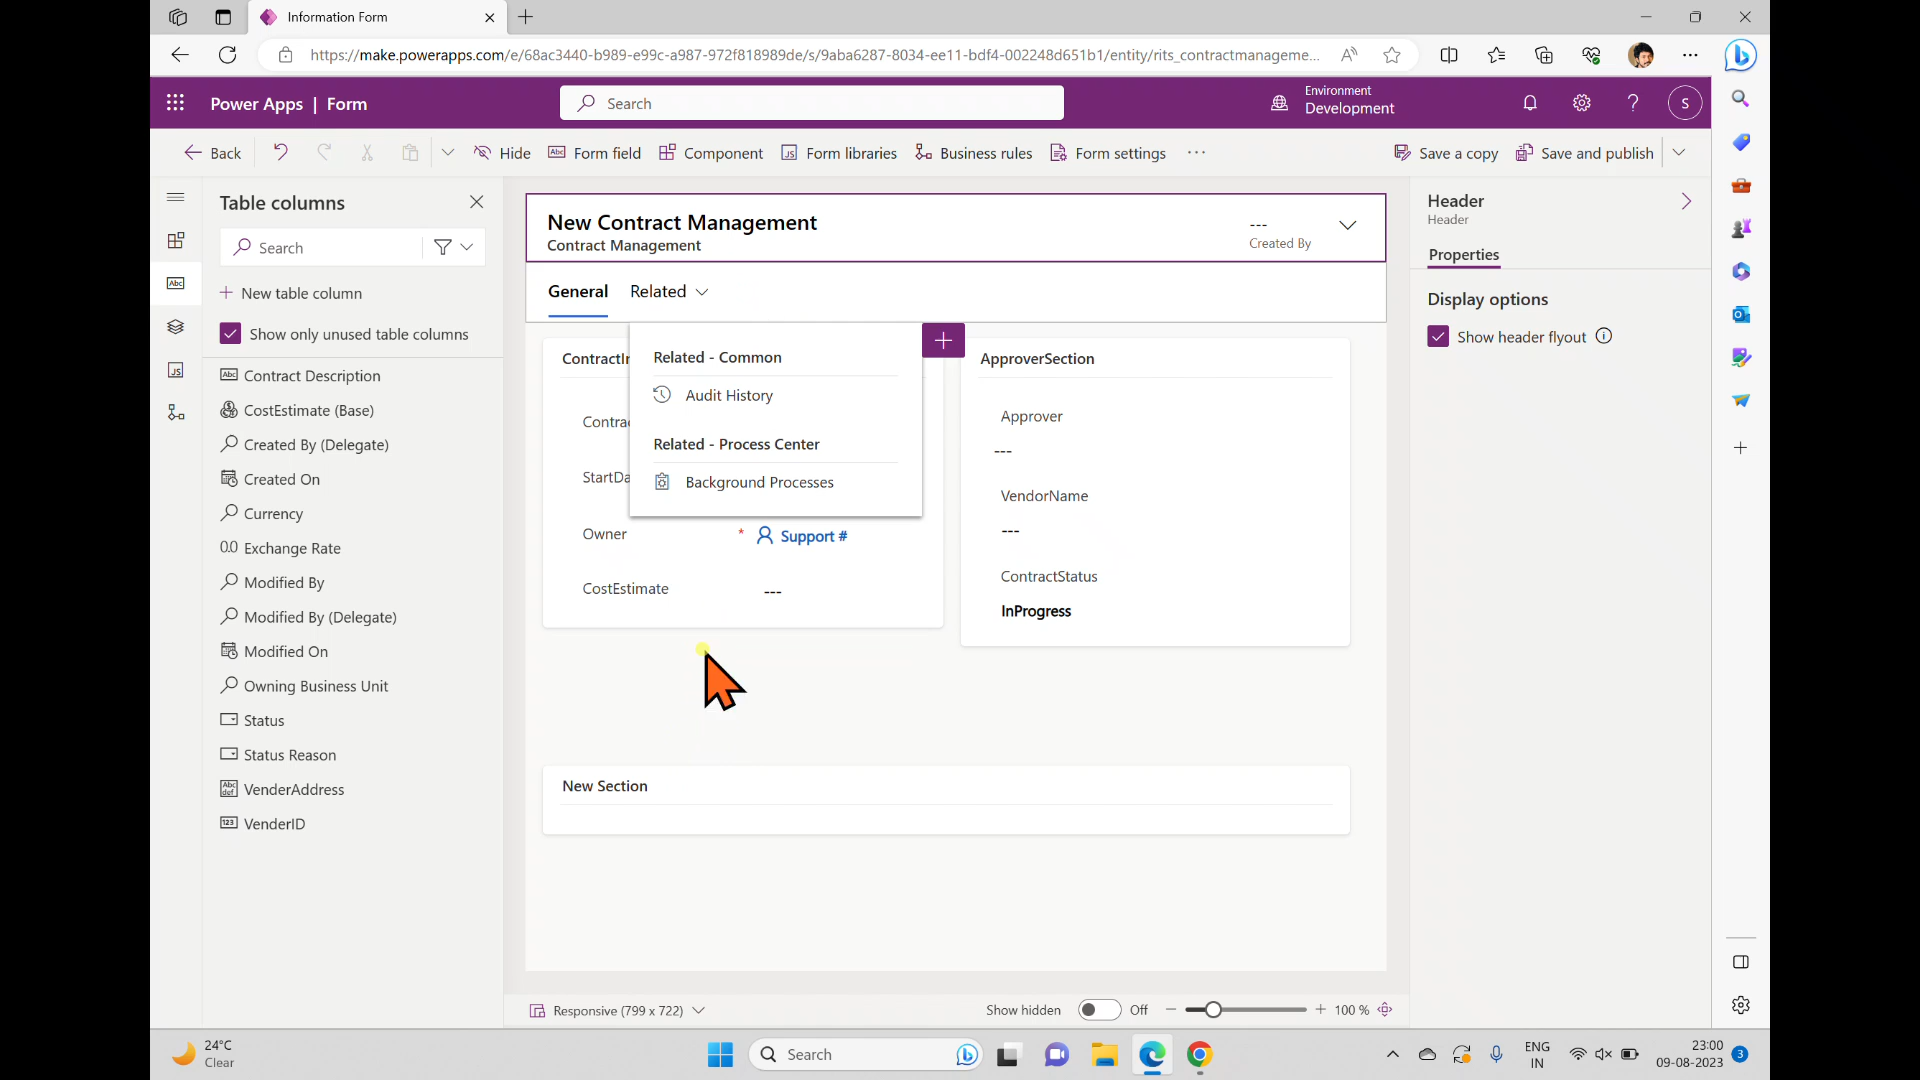 Information Form
https://make.powerapps.com/e/68ac3440-b989-e99c-a987-972f818989de/s/9aba6287-8034-ee11-bdf4-002248d651b1/entity/rits_contractmanageme...
Power Apps | Form
Search
Environment
Development
S
Back
Hide
Form field
Component
Form libraries
Business rules
Form settings
Save a copy
Save and publish
Table columns
Search
New table column
Show only unused table columns
Contract Description
CostEstimate (Base)
Created By (Delegate)
Created On
Currency
Exchange Rate
Modified By
Modified By (Delegate)
Modified On
Owning Business Unit
Status
Status Reason
VenderAddress
VenderID
New Contract Management
Contract Management
---
Created By
General
Related
ContractIn
Related - Common
Audit History
Related - Process Center
Background Processes
Contrac
StartDa
Owner
* Support #
CostEstimate
---
ApproverSection
Approver
---
VendorName
---
ContractStatus
InProgress
New Section
Header
Header
Properties
Display options
Show header flyout
Responsive (799 x 722)
Show hidden
Off
100 %
24°C
Clear
Search
ENG
IN
23:00
09-08-2023
3